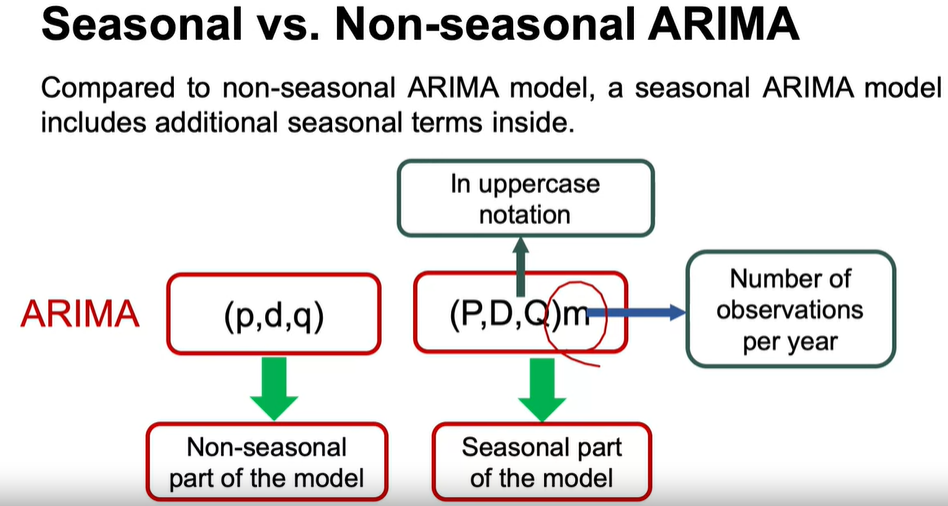 Seasonal vs. Non-seasonal ARIMA
Compared to non-seasonal ARIMA model, a seasonal ARIMA model
includes additional seasonal terms inside.
In uppercase
notation
ARIMA
(p,d,q)
(P,D,Q)m
Number of
observations
per year
Non-seasonal
part of the model
Seasonal part
of the model